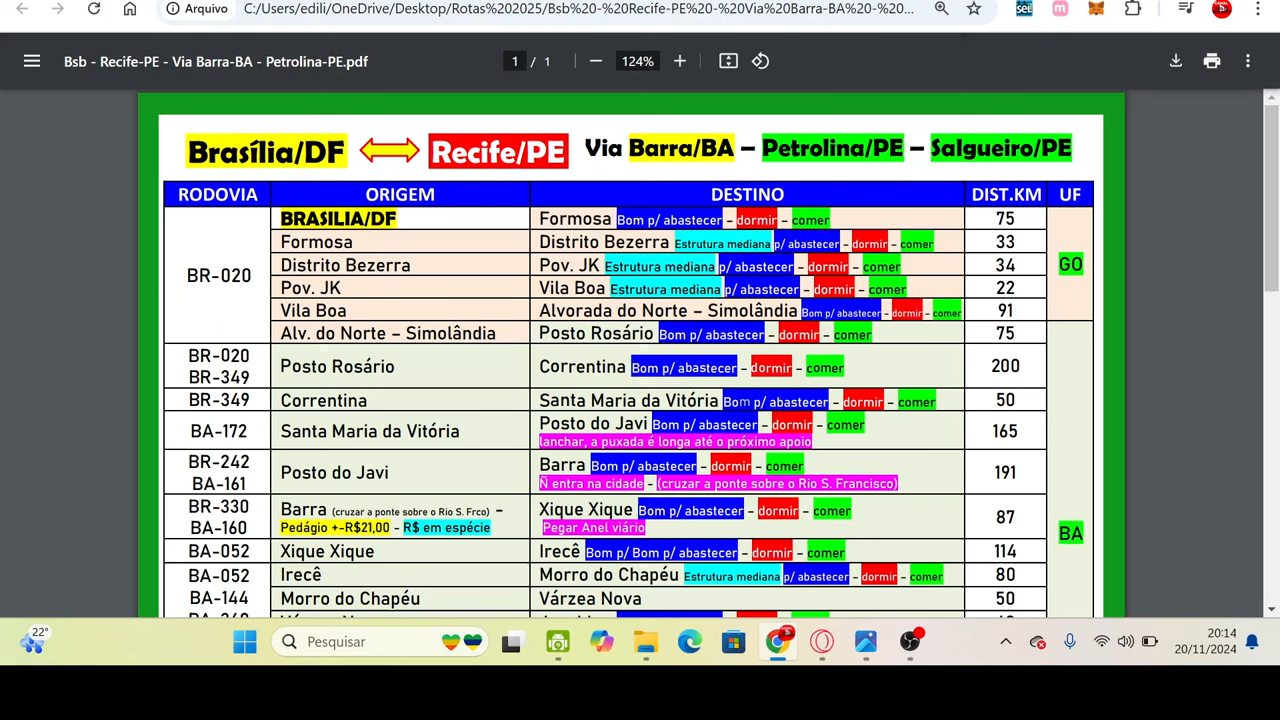 Arquivo C:/Users/edili/OneDrive/Desktop/Rotas%202025/Bsb%20-%20Recife-PE%20-%20Via%20Barra-BA%20-%20...
Bsb - Recife-PE - Via Barra-BA - Petrolina-PE.pdf 1 / 1 124%
Brasília/DF Recife/PE Via Barra/BA – Petrolina/PE – Salgueiro/PE
RODOVIA ORIGEM DESTINO DIST.KM UF
BRASILIA/DF Formosa Bom p/ abastecer – dormir – comer 75
Formosa Distrito Bezerra Estrutura mediana p/ abastecer – dormir – comer 33
BR-020 Distrito Bezerra Pov. JK Estrutura mediana p/ abastecer – dormir – comer 34 GO
Pov. JK Vila Boa Estrutura mediana p/ abastecer – dormir – comer 22
Vila Boa Alvorada do Norte – Simolândia Bom p/ abastecer – dormir – comer 91
Alv. do Norte – Simolândia Posto Rosário Bom p/ abastecer – dormir – comer 75
BR-020
BR-349
Posto Rosário Correntina Bom p/ abastecer – dormir – comer 200
BR-349 Correntina Santa Maria da Vitória Bom p/ abastecer – dormir – comer 50
BA-172 Santa Maria da Vitória Posto do Javi Bom p/ abastecer – dormir – comer 165
lanchar, a puxada é longa até o próximo apoio
BR-242
BA-161
Posto do Javi Barra Bom p/ abastecer – dormir – comer 191
Ñ entra na cidade - (cruzar a ponte sobre o Rio S. Francisco)
BR-330
BA-160
Barra (cruzar a ponte sobre o Rio S. Frco) –
Pedágio +-R$21,00 - R$ em espécie
Xique Xique Bom p/ abastecer – dormir – comer 87
Pegar Anel viário
BA
BA-052 Xique Xique Irecê Bom p/ Bom p/ abastecer – dormir – comer 114
BA-052 Irecê Morro do Chapéu Estrutura mediana p/ abastecer – dormir – comer 80
BA-144 Morro do Chapéu Várzea Nova 50
22° Pesquisar 20:14
20/11/2024